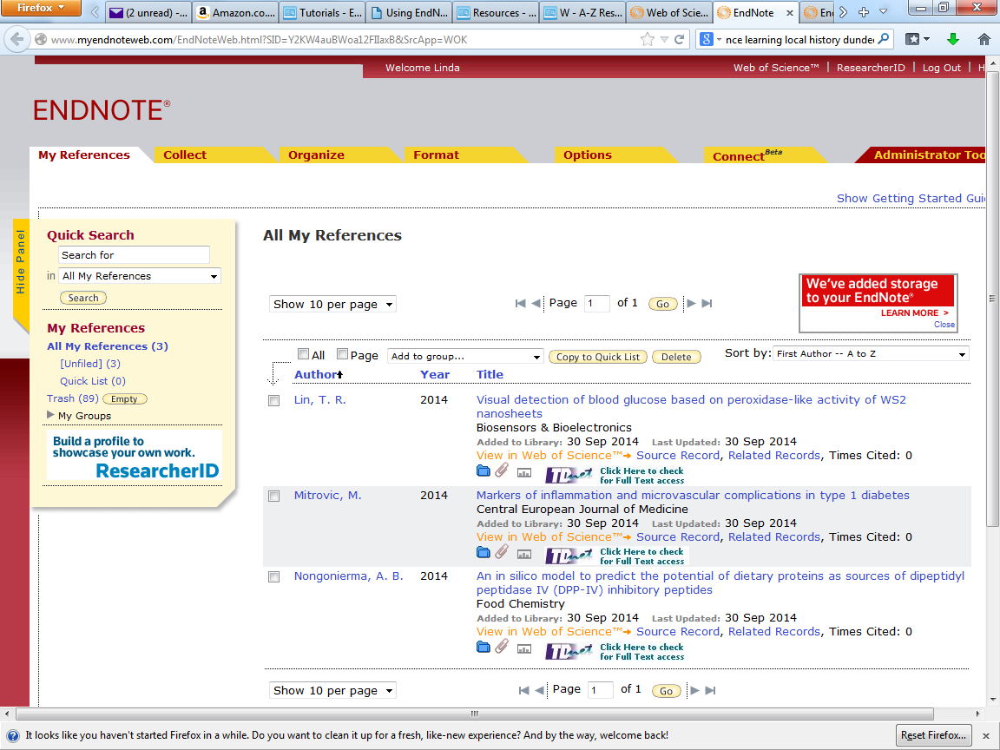 Firefox
(2 unread) -...
Amazon.co....
Tutorials - E...
Using EndN...
Resources - ...
W - A-Z Res...
Web of Scie...
EndNote
En
www.myendnoteweb.com/EndNoteWeb.html?SID=Y2KW4auBWoa12FIIaxB&SrcApp=WOK
nce learning local history dunde
Welcome Linda
Web of Science™ | ResearcherID | Log Out | H
ENDNOTE®
My References
Collect
Organize
Format
Options
Connect Beta
Administrator Too
Show Getting Started Gui
Hide Panel
Quick Search
Search for
in All My References
Search
My References
All My References (3)
[Unfiled] (3)
Quick List (0)
Trash (89) Empty
My Groups
Build a profile to
showcase your own work.
ResearcherID
All My References
Show 10 per page
Page 1 of 1 Go
We've added storage
to your EndNote®
LEARN MORE >
Close
All Page Add to group... Copy to Quick List Delete Sort by: First Author -- A to Z
Author Year Title
Lin, T. R. 2014 Visual detection of blood glucose based on peroxidase-like activity of WS2
nanosheets
Biosensors & Bioelectronics
Added to Library: 30 Sep 2014 Last Updated: 30 Sep 2014
View in Web of Science™→ Source Record, Related Records, Times Cited: 0
TDnet Click Here to check
for Full Text access
Mitrovic, M. 2014 Markers of inflammation and microvascular complications in type 1 diabetes
Central European Journal of Medicine
Added to Library: 30 Sep 2014 Last Updated: 30 Sep 2014
View in Web of Science™→ Source Record, Related Records, Times Cited: 0
TDnet Click Here to check
for Full Text access
Nongonierma, A. B. 2014 An in silico model to predict the potential of dietary proteins as sources of dipeptidyl
peptidase IV (DPP-IV) inhibitory peptides
Food Chemistry
Added to Library: 30 Sep 2014 Last Updated: 30 Sep 2014
View in Web of Science™→ Source Record, Related Records, Times Cited: 0
TDnet Click Here to check
for Full Text access
Show 10 per page
Page 1 of 1 Go
It looks like you haven't started Firefox in a while. Do you want to clean it up for a fresh, like-new experience? And by the way, welcome back!
Reset Firefox...